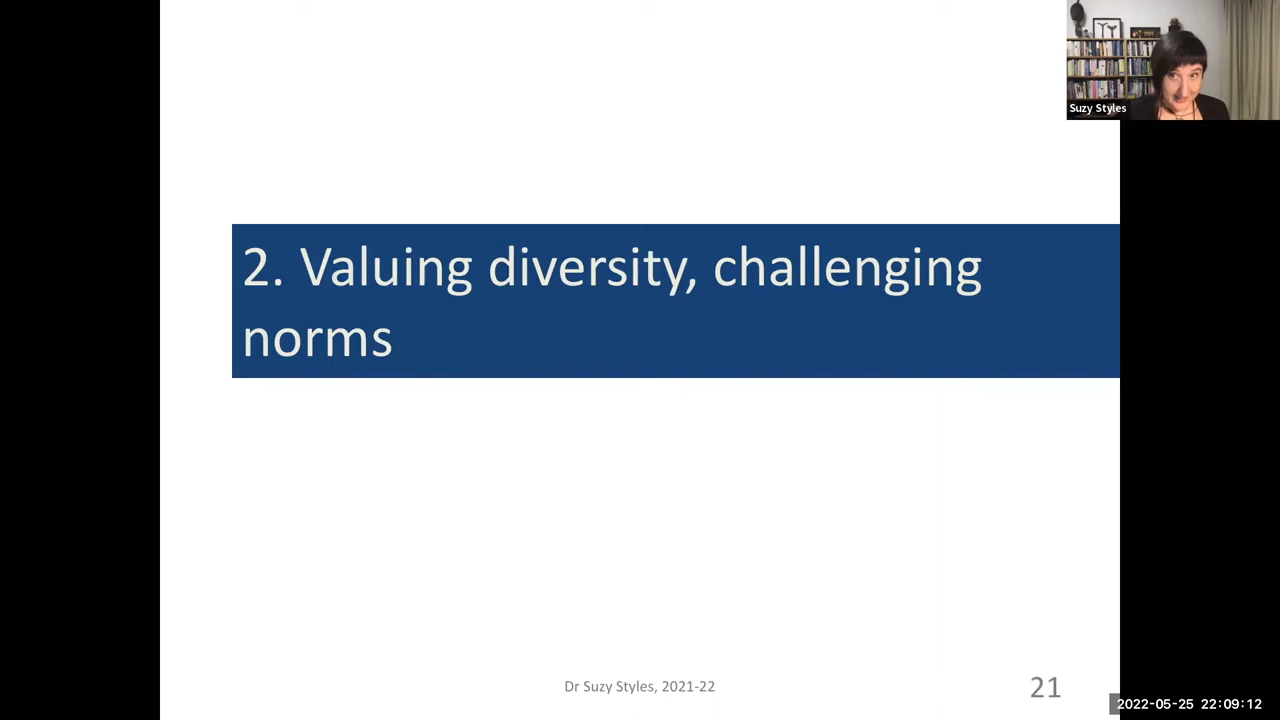 Suzy Styles
2. Valuing diversity, challenging
norms
Dr Suzy Styles, 2021-22
21
2022-05-25 22:09:12